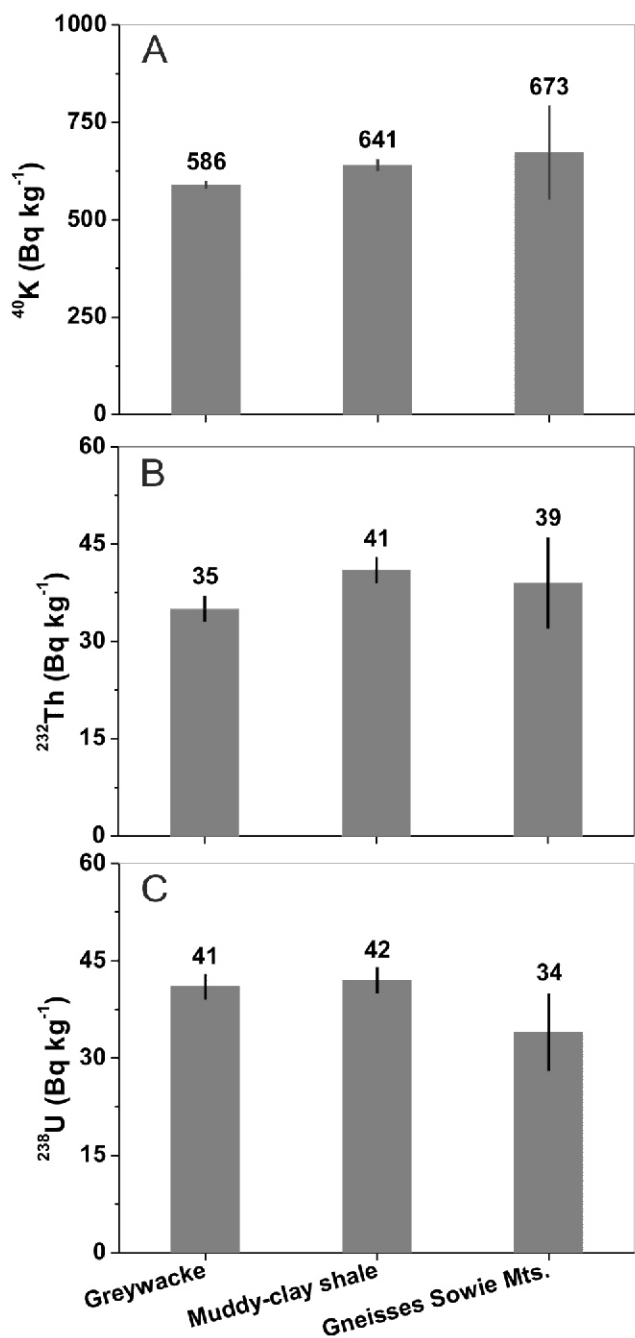 A
1000
750
500
250
0
⁴⁰K (Bq kg⁻¹)
586
641
673
B
60
45
30
15
0
²³²Th (Bq kg⁻¹)
35
41
39
C
60
45
30
15
0
²³⁸U (Bq kg⁻¹)
41
42
34
Greywacke
Muddy-clay shale
Gneisses Sowie Mts.